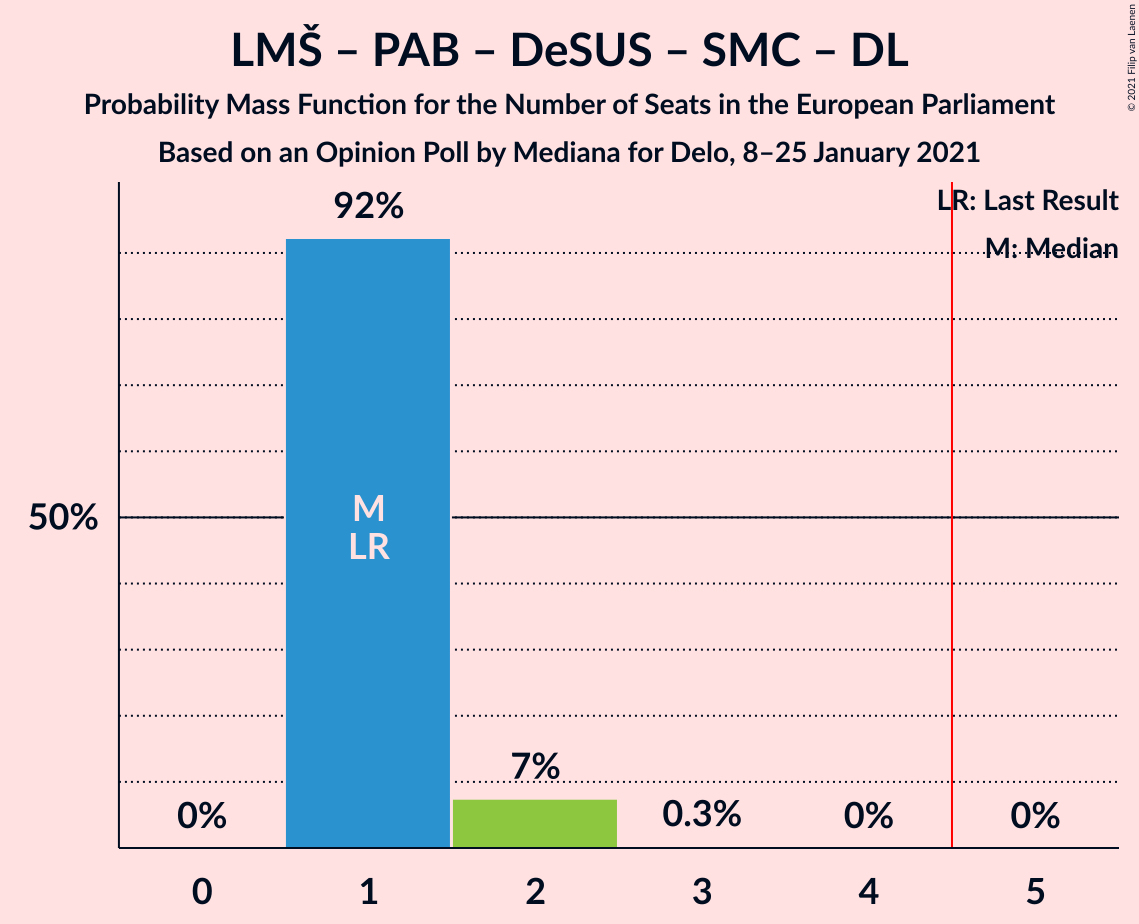 LMŠ – PAB – DeSUS – SMC – DL
Probability Mass Function for the Number of Seats in the European Parliament
Based on an Opinion Poll by Mediana for Delo, 8–25 January 2021
© 2021 Filip van Laenen
LR: Last Result
M: Median
92%
50%
M
LR
7%
0%
0.3%
0%
0%
0
1
2
3
4
5